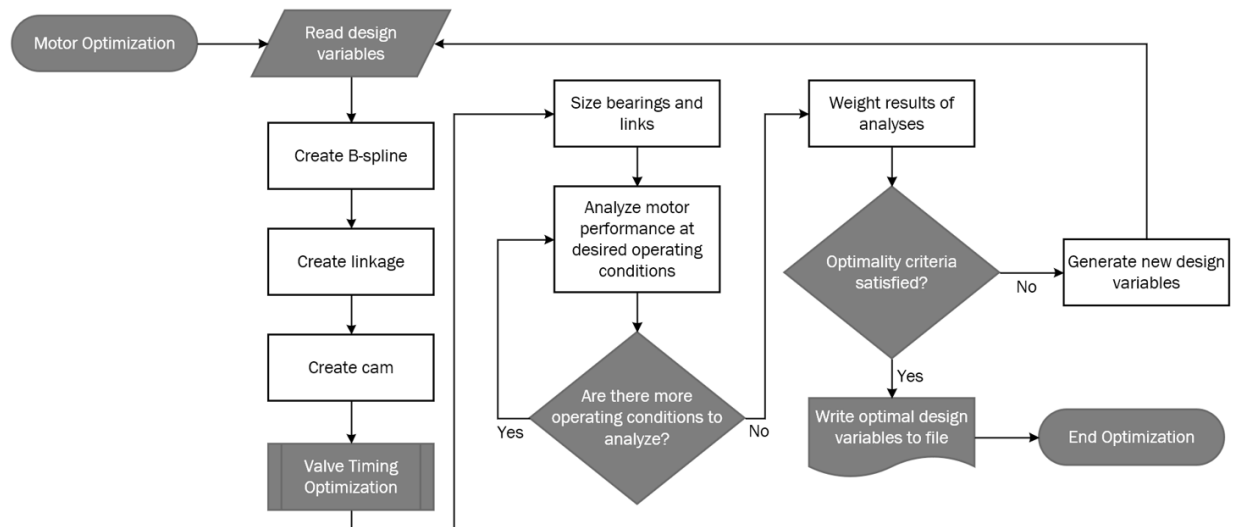 Motor Optimization
Read design
variables
Create B-spline
Create linkage
Create cam
Valve Timing
Optimization
Size bearings and
links
Analyze motor
performance at
desired operating
conditions
Are there more
operating conditions to
analyze?
Yes
No
Weight results of
analyses
Optimality criteria
satisfied?
No
Generate new design
variables
Yes
Write optimal design
variables to file
End Optimization